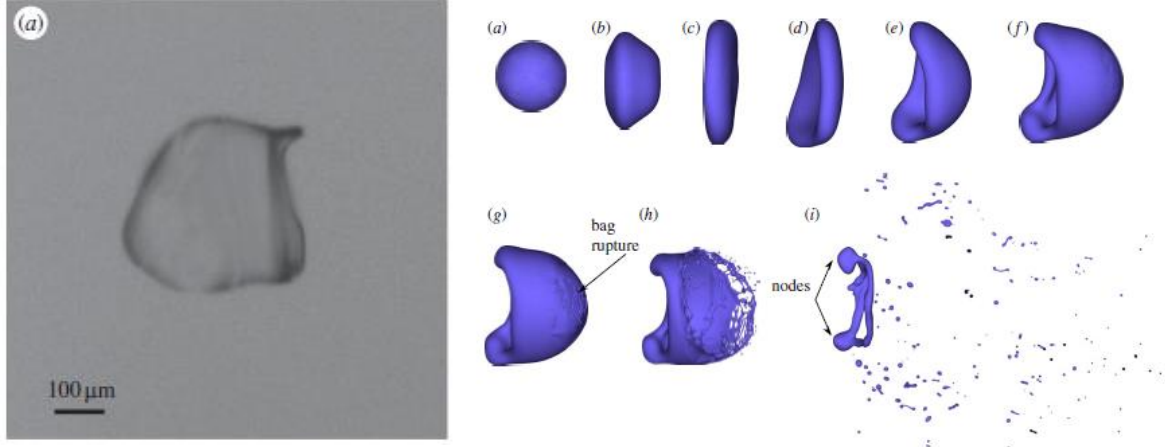 (a)
100 μm
(a)
(b)
(c)
(d)
(e)
(f)
(g)
bag
rupture
(h)
(i)
nodes